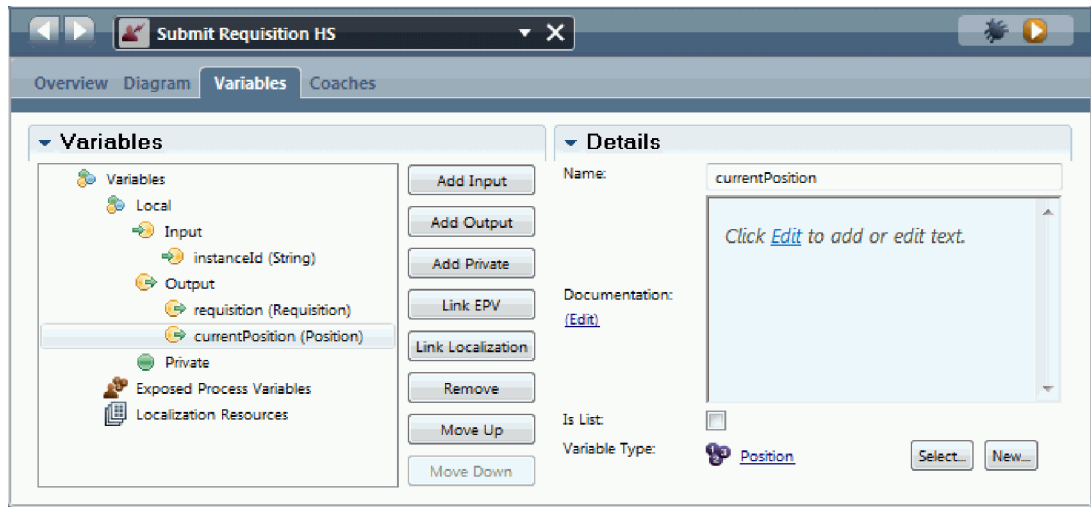 Submit Requisition HS
Overview Diagram Variables Coaches
Variables
Variables
Local
Input
instanceId (String)
Output
requisition (Requisition)
currentPosition (Position)
Private
Exposed Process Variables
Localization Resources
Add Input
Add Output
Add Private
Link EPV
Link Localization
Remove
Move Up
Move Down
Details
Name: currentPosition
Click Edit to add or edit text.
Documentation:
(Edit)
Is List:
Variable Type: Position Select... New...